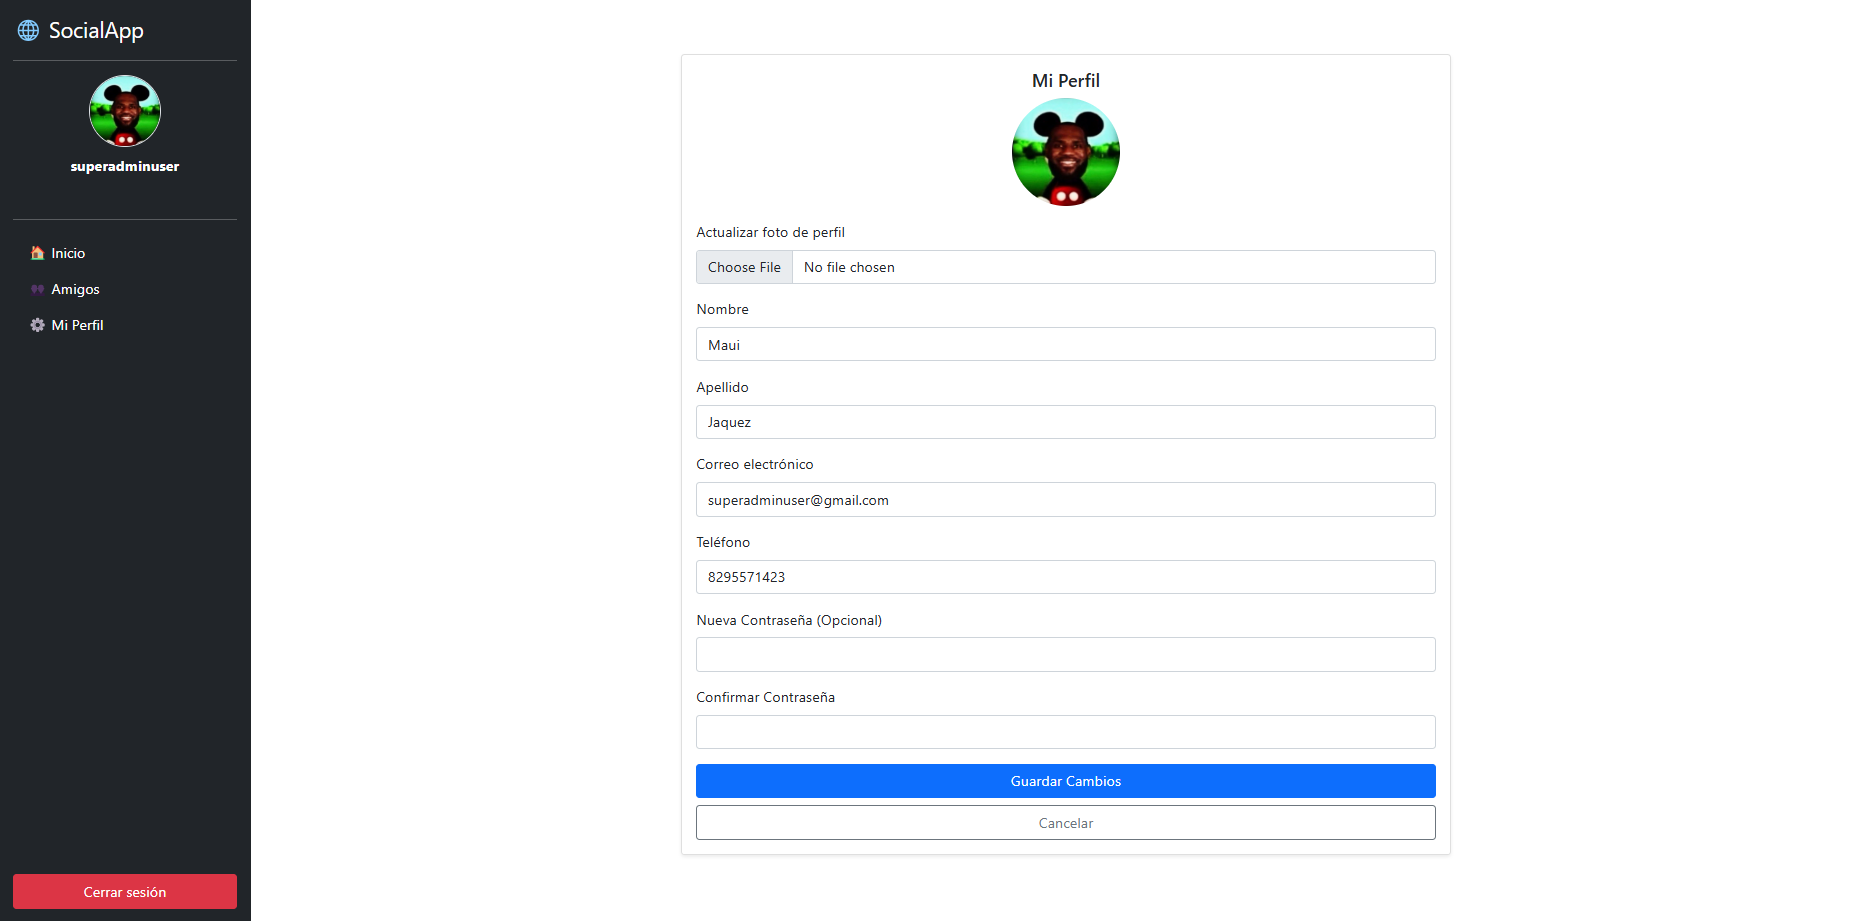 SocialApp
superadminuser
Inicio
Amigos
Mi Perfil
Cerrar sesión
Mi Perfil
Actualizar foto de perfil
Choose File No file chosen
Nombre
Maui
Apellido
Jaquez
Correo electrónico
superadminuser@gmail.com
Teléfono
8295571423
Nueva Contraseña (Opcional)
Confirmar Contraseña
Guardar Cambios
Cancelar